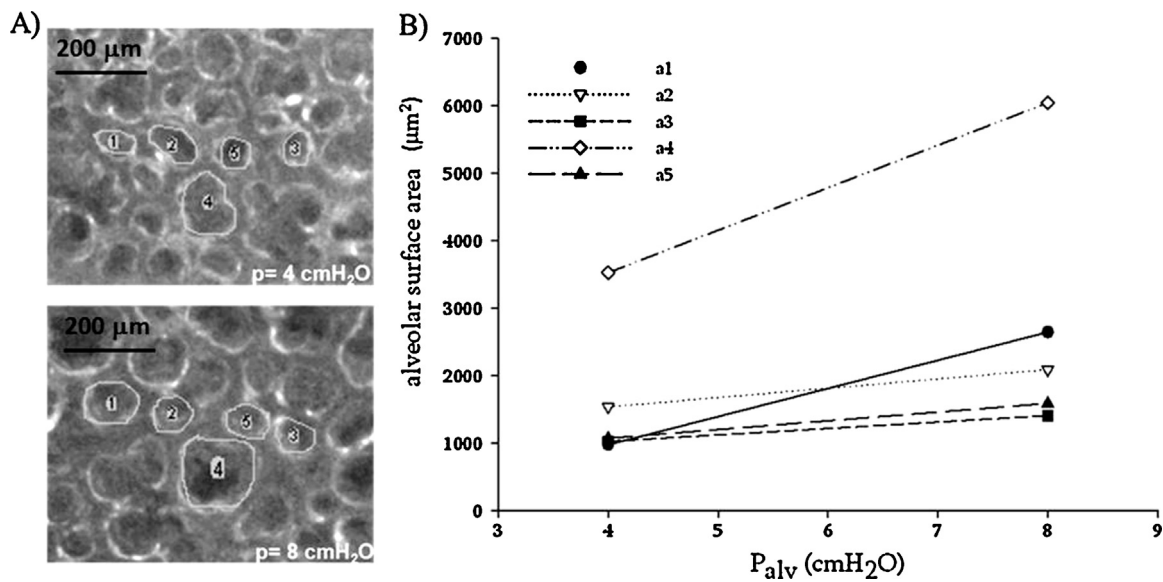 A)
200 μm
1
2
5
3
4
p= 4 cmH₂O
200 μm
1
2
5
3
4
p= 8 cmH₂O
B)
alveolar surface area (μm²)
7000
6000
5000
4000
3000
2000
1000
0
a1
a2
a3
a4
a5
3 4 5 6 7 8 9
Palv (cmH₂O)